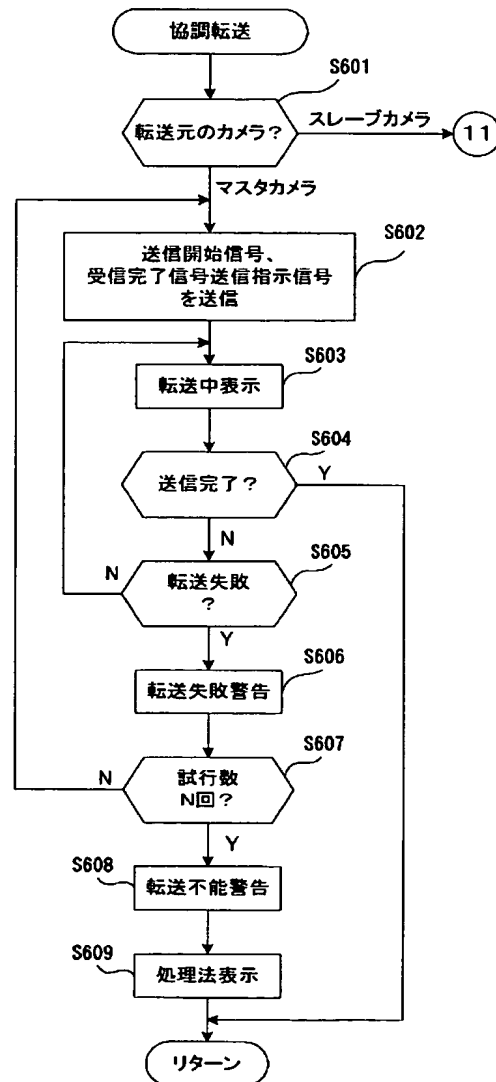 協調転送
S601
転送元のカメラ?
スレーブカメラ
11
マスタカメラ
S602
送信開始信号、
受信完了信号送信指示信号
を送信
S603
転送中表示
S604
送信完了?
Y
N
S605
転送失敗
?
N
Y
S606
転送失敗警告
S607
試行数
N回?
N
Y
S608
転送不能警告
S609
処理法表示
リターン